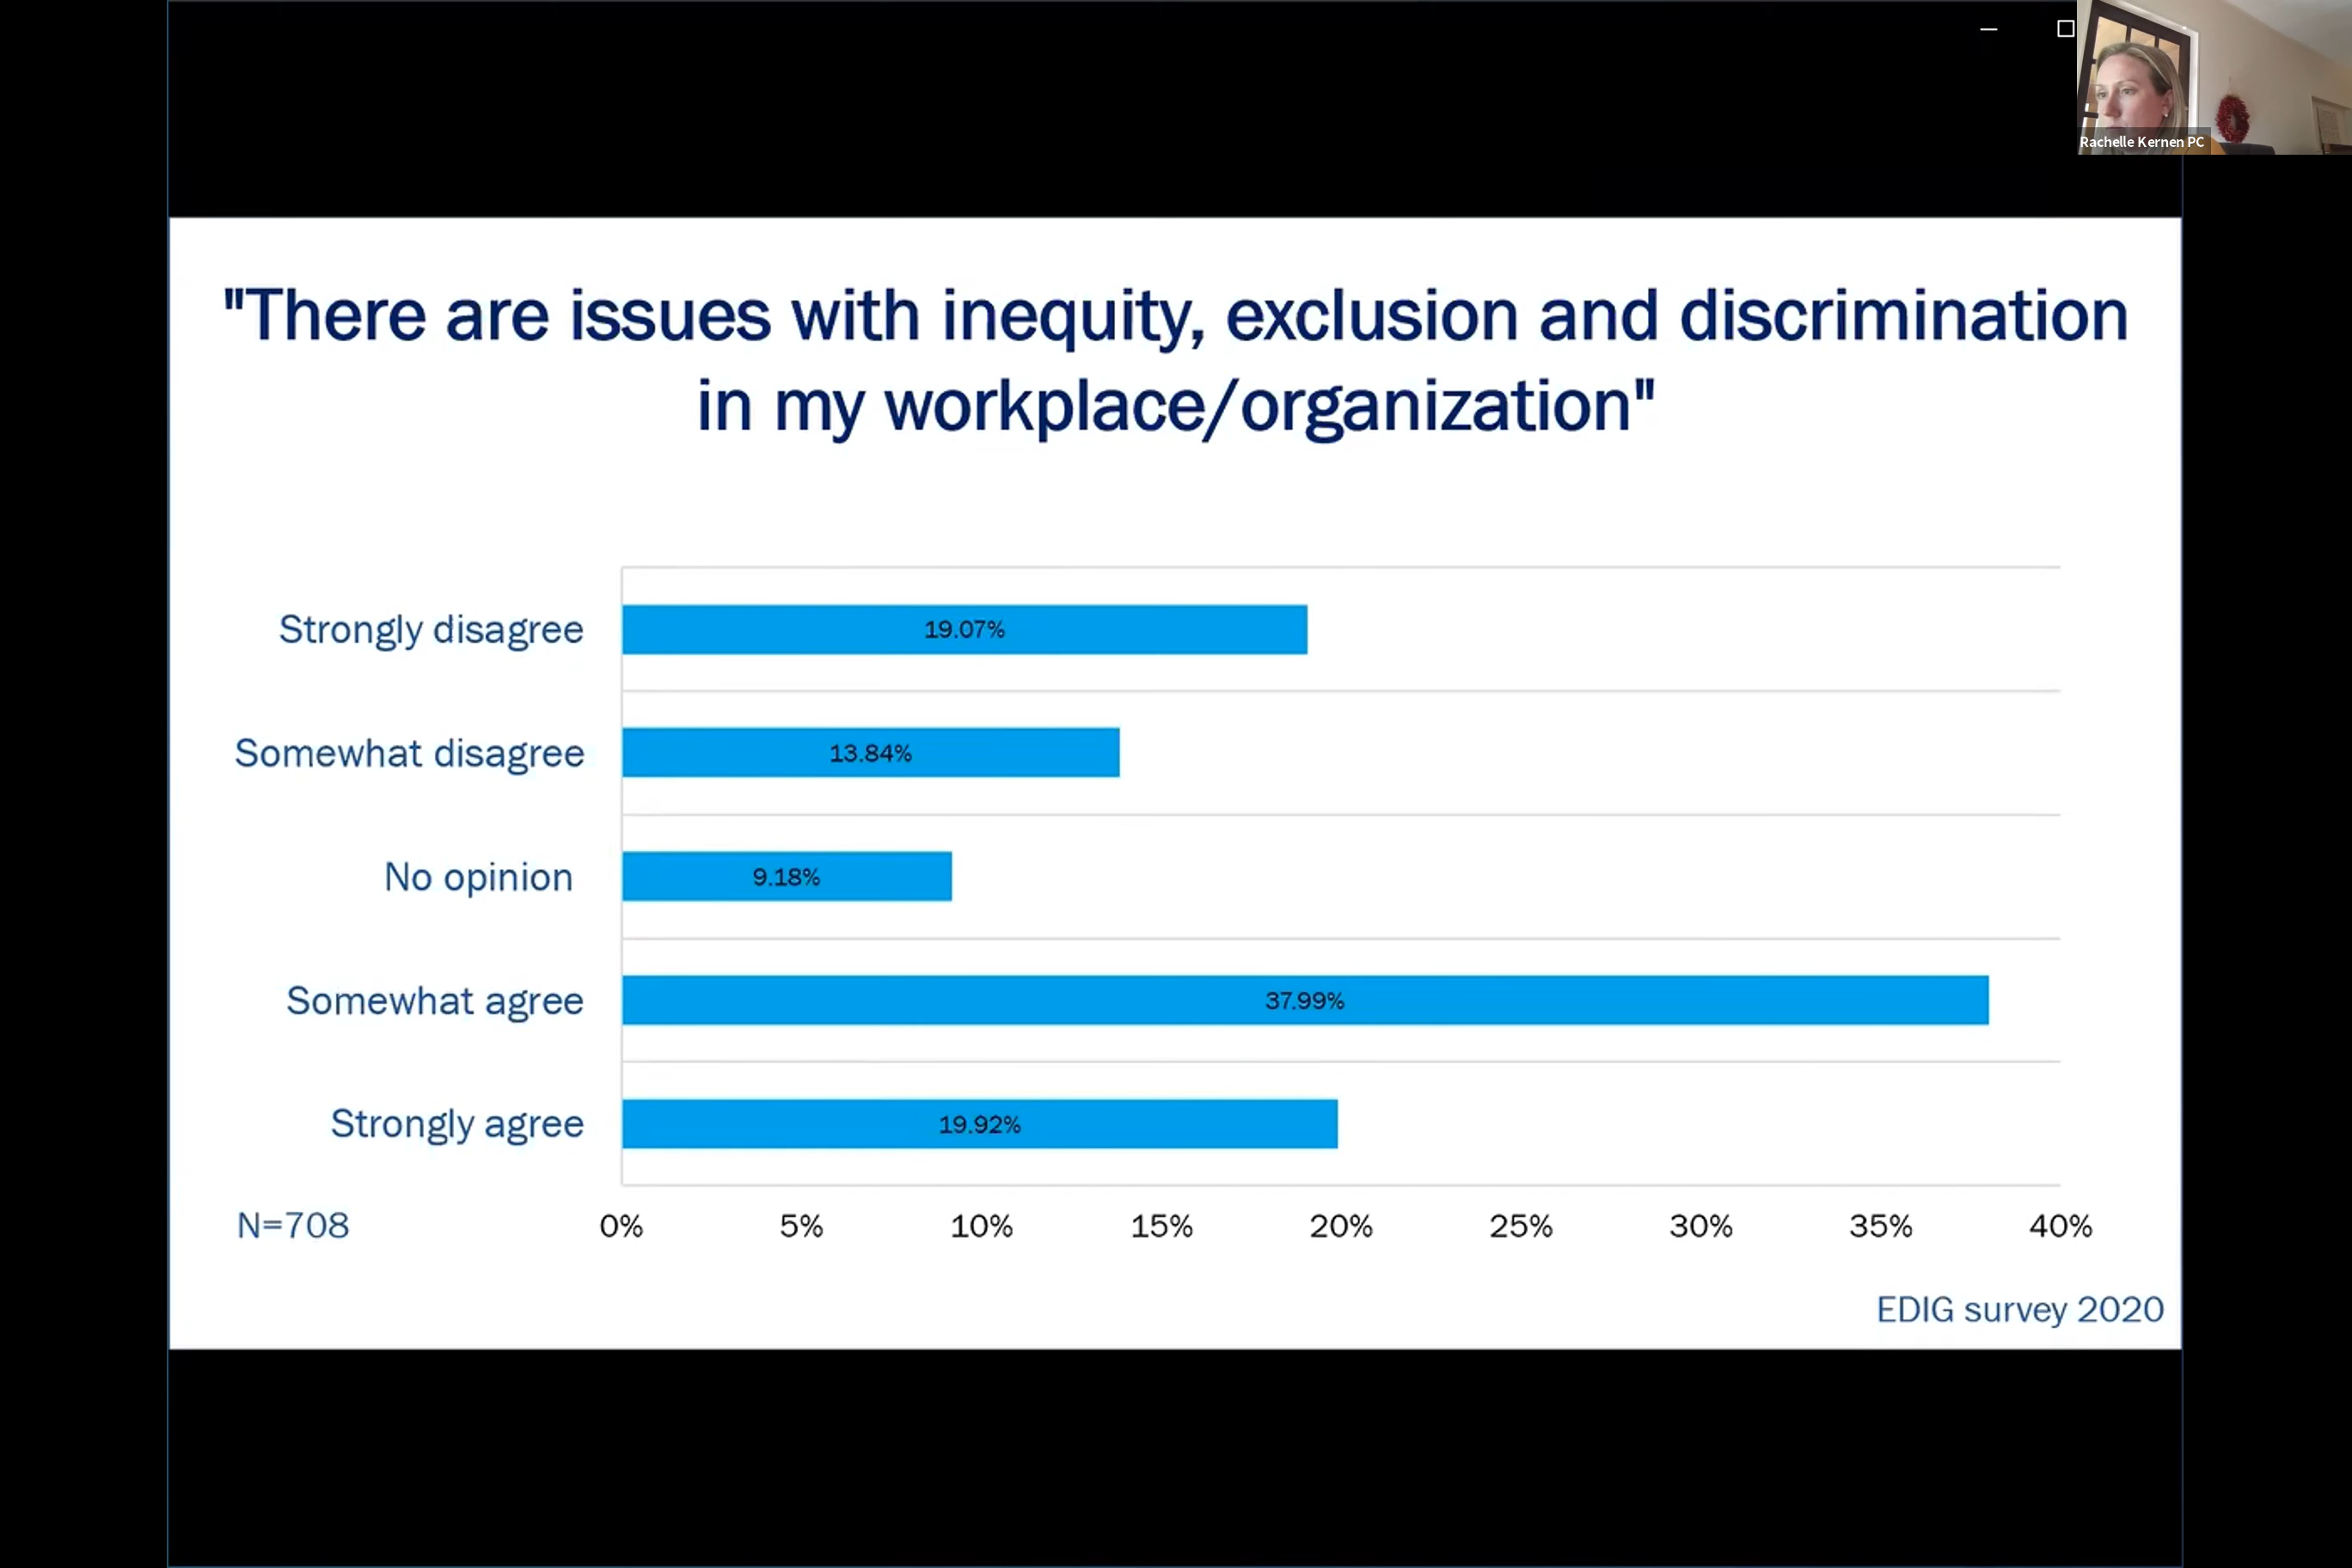 Rachelle Kernen PC
"There are issues with inequity, exclusion and discrimination
in my workplace/organization"
Strongly disagree
19.07%
Somewhat disagree
13.84%
No opinion
9.18%
Somewhat agree
37.99%
Strongly agree
19.92%
N=708
0% 5% 10% 15% 20% 25% 30% 35% 40%
EDIG survey 2020